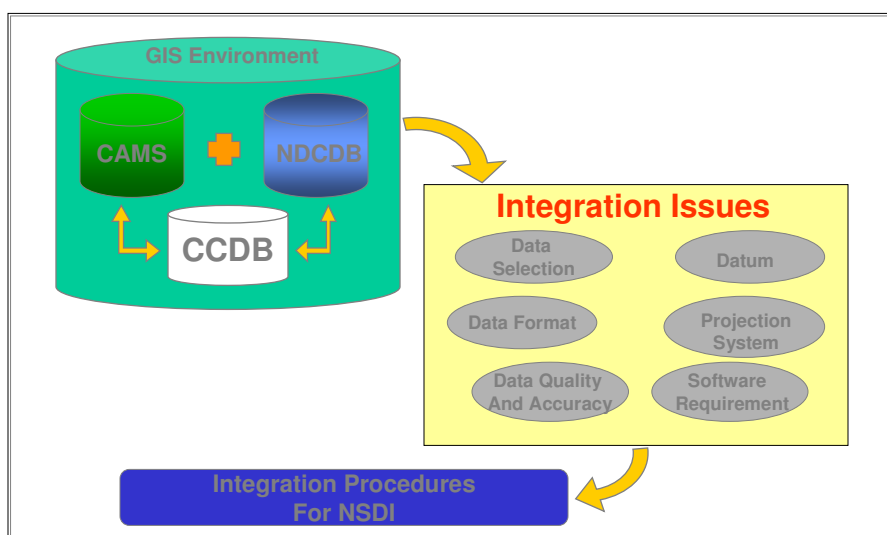 GIS Environment
CAMS
NDCDB
CCDB
Integration Issues
Data
Selection
Datum
Data Format
Projection
System
Data Quality
And Accuracy
Software
Requirement
Integration Procedures
For NSDI